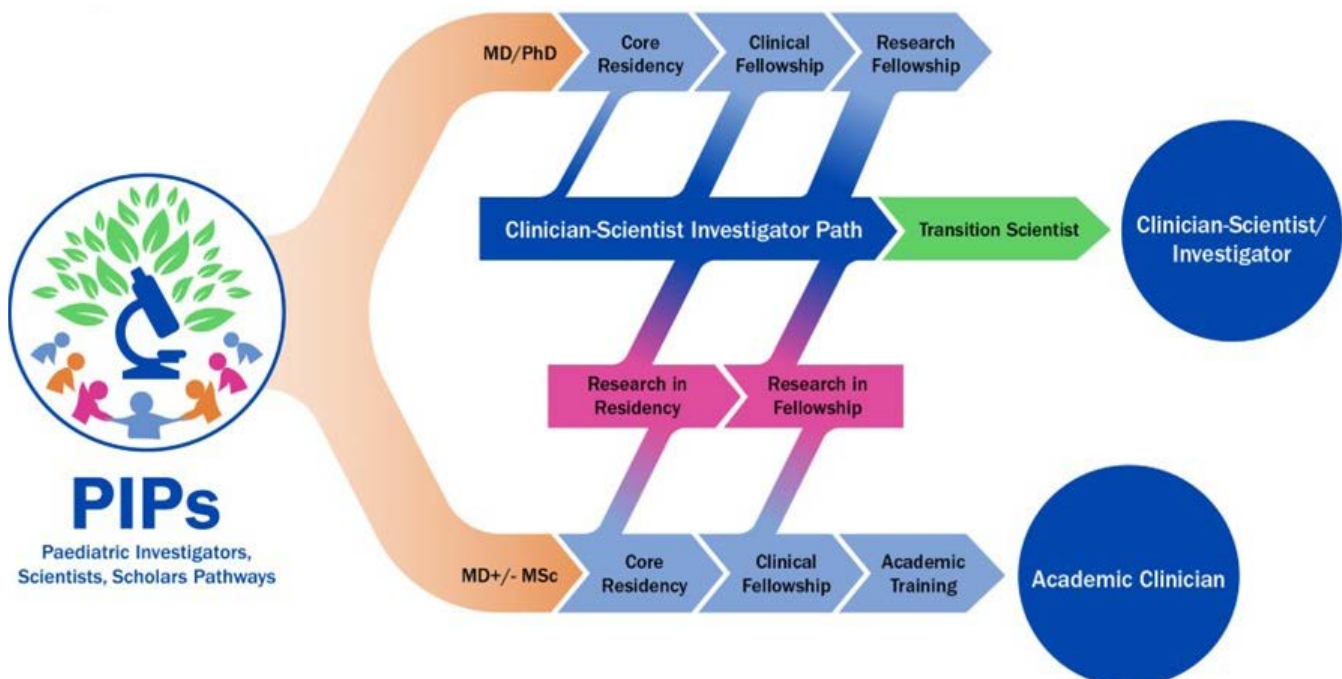 MD/PhD
Core
Residency
Clinical
Fellowship
Research
Fellowship
Clinician-Scientist Investigator Path
Transition Scientist
Clinician-Scientist/
Investigator
Research in
Residency
Research in
Fellowship
PIPs
Paediatric Investigators,
Scientists, Scholars Pathways
MD+/- MSc
Core
Residency
Clinical
Fellowship
Academic
Training
Academic Clinician